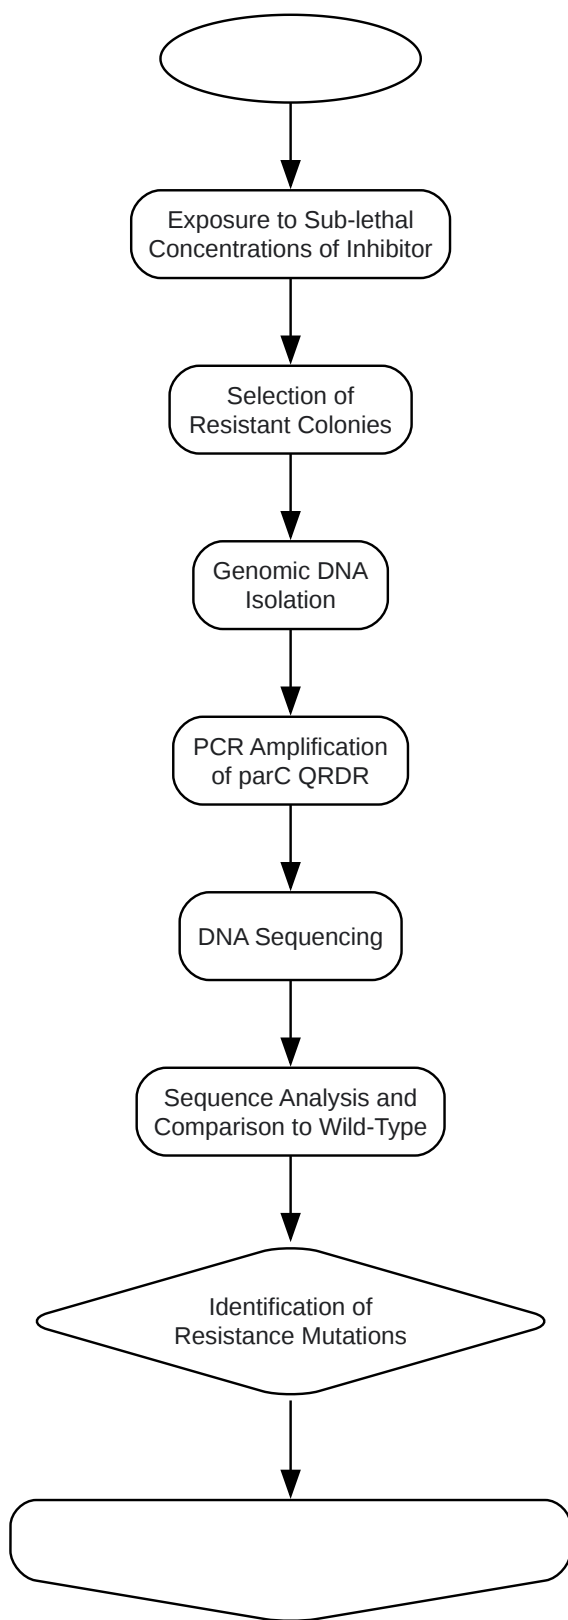 Exposure to Sub-lethal
Concentrations of Inhibitor
Selection of
Resistant Colonies
Genomic DNA
Isolation
PCR Amplification
of parC QRDR
DNA Sequencing
Sequence Analysis and
Comparison to Wild-Type
Identification of
Resistance Mutations